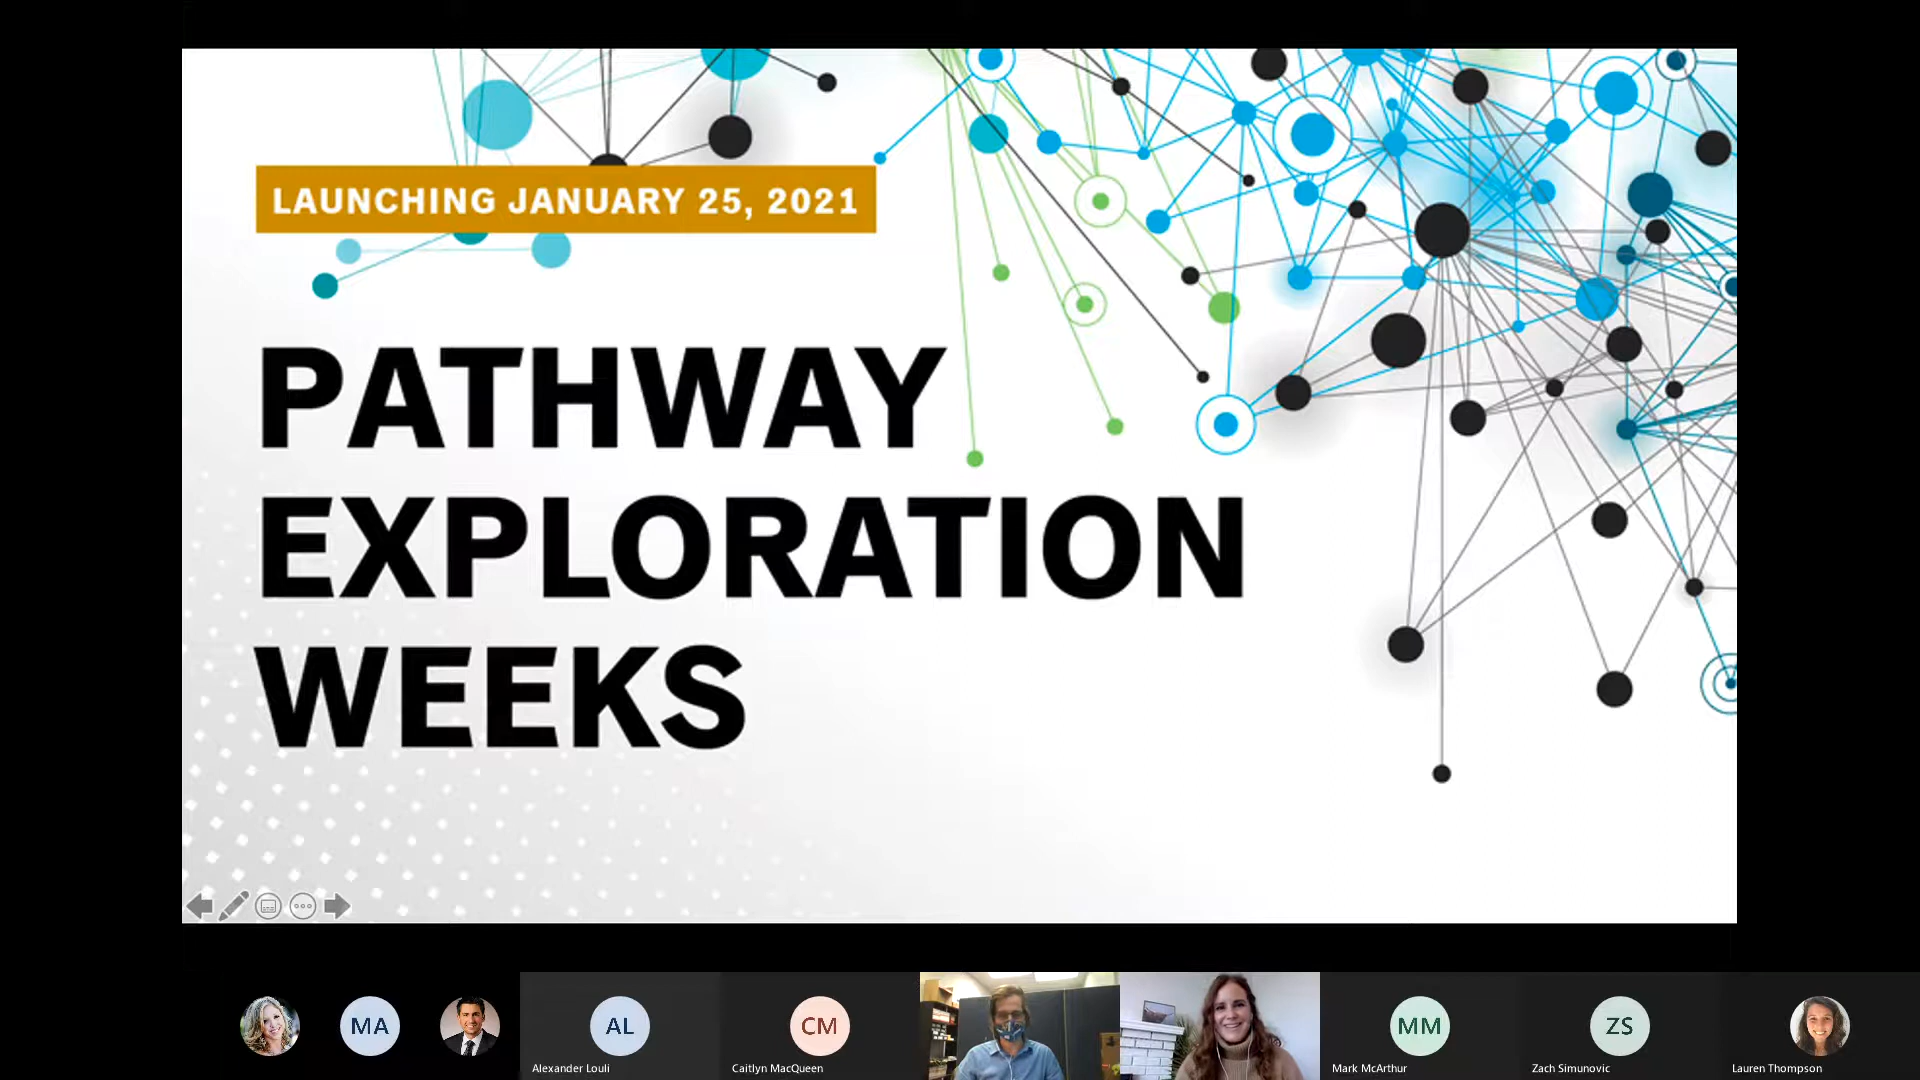 LAUNCHING JANUARY 25, 2021
PATHWAY
EXPLORATION
WEEKS
MA
AL
CM
MM
ZS
Alexander Louli
Caitlyn MacQueen
Mark McArthur
Zach Simunovic
Lauren Thompson